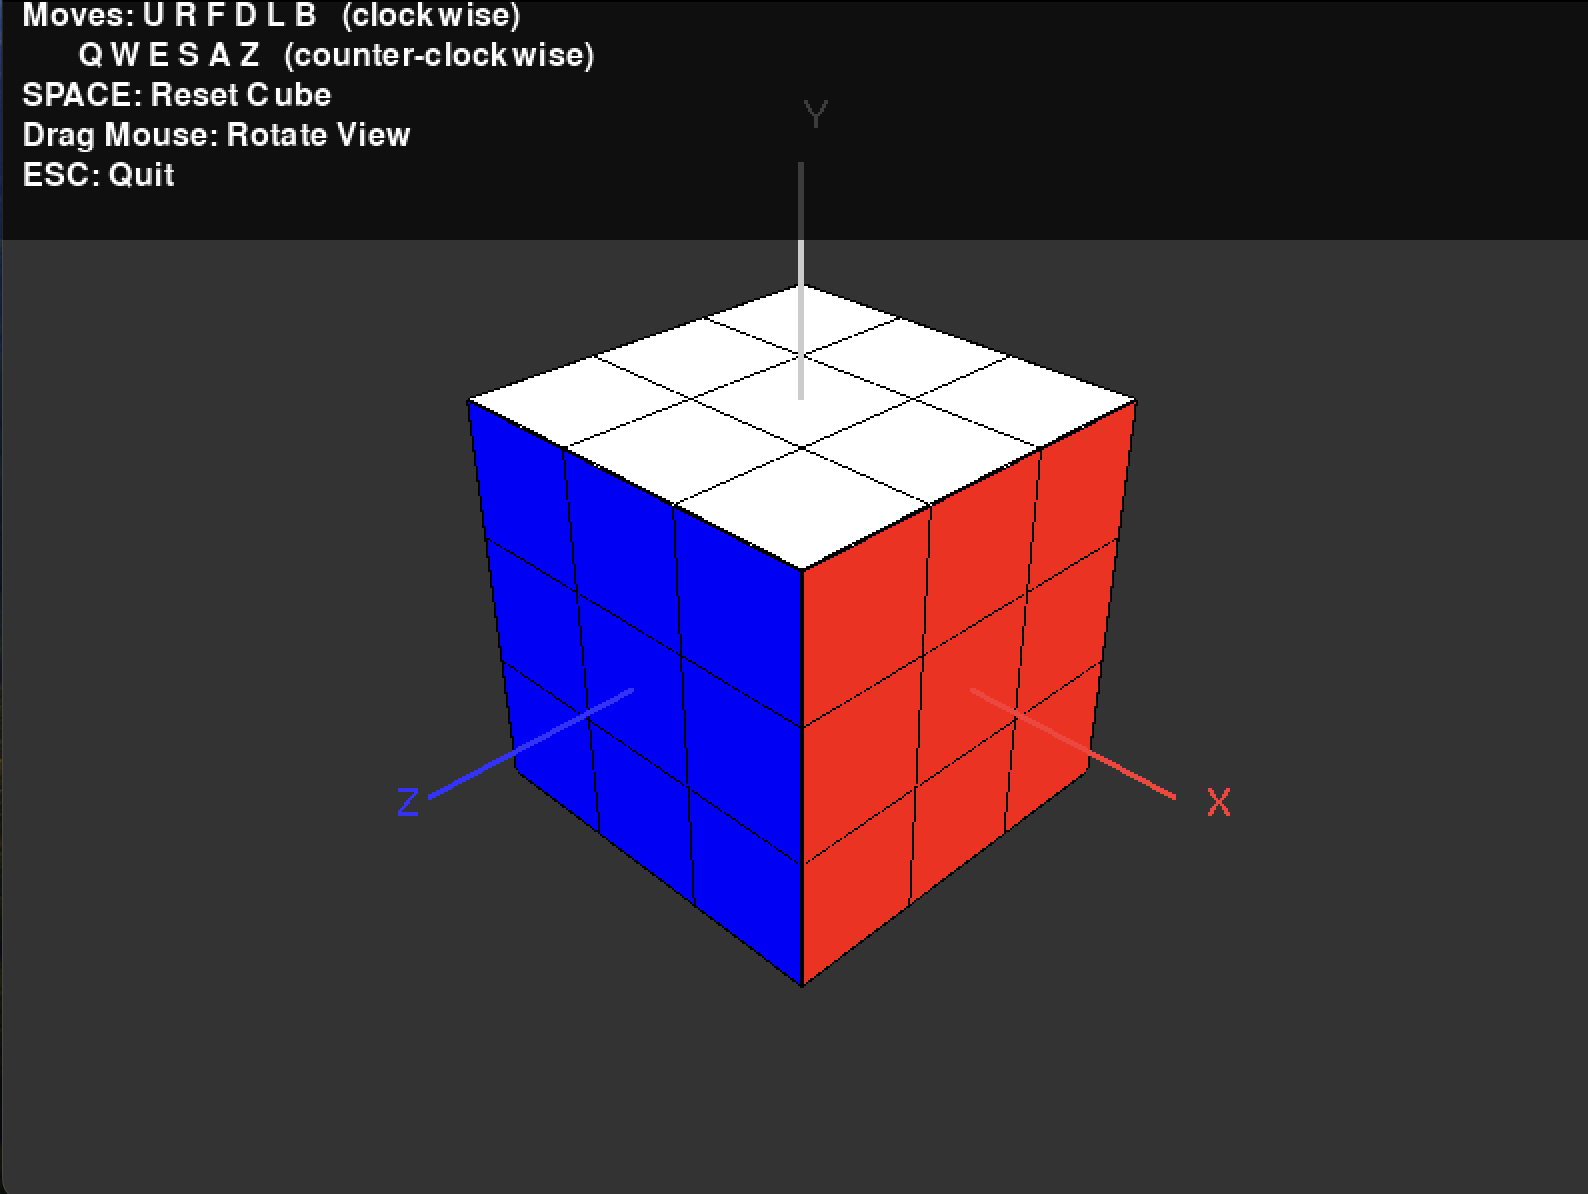 Moves: U R F D L B (clockwise)
Q W E S A Z (counter-clockwise)
SPACE: Reset Cube
Drag Mouse: Rotate View
ESC: Quit
Y
Z
X